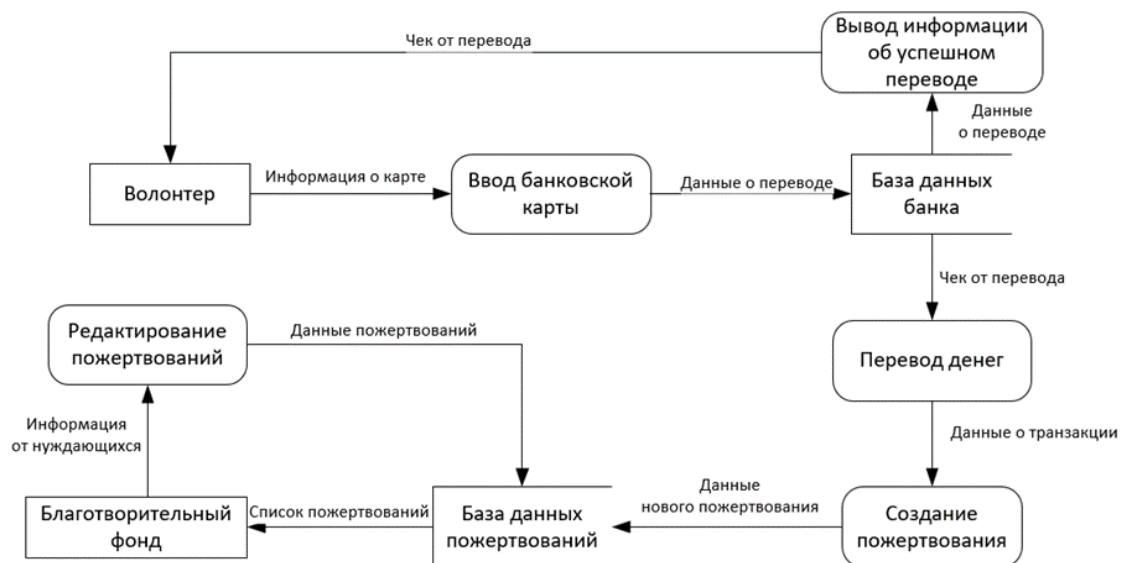 Чек от перевода
Вывод информации
об успешном
переводе
Данные
о переводе
Волонтер
Информация о карте
Ввод банковской
карты
Данные о переводе
База данных
банка
Чек от перевода
Редактирование
пожертвований
Данные пожертвований
Перевод денег
Информация
от нуждающихся
Данные о транзакции
Благотворительный
фонд
Список пожертвований
База данных
пожертвований
Данные
нового пожертвования
Создание
пожертвования